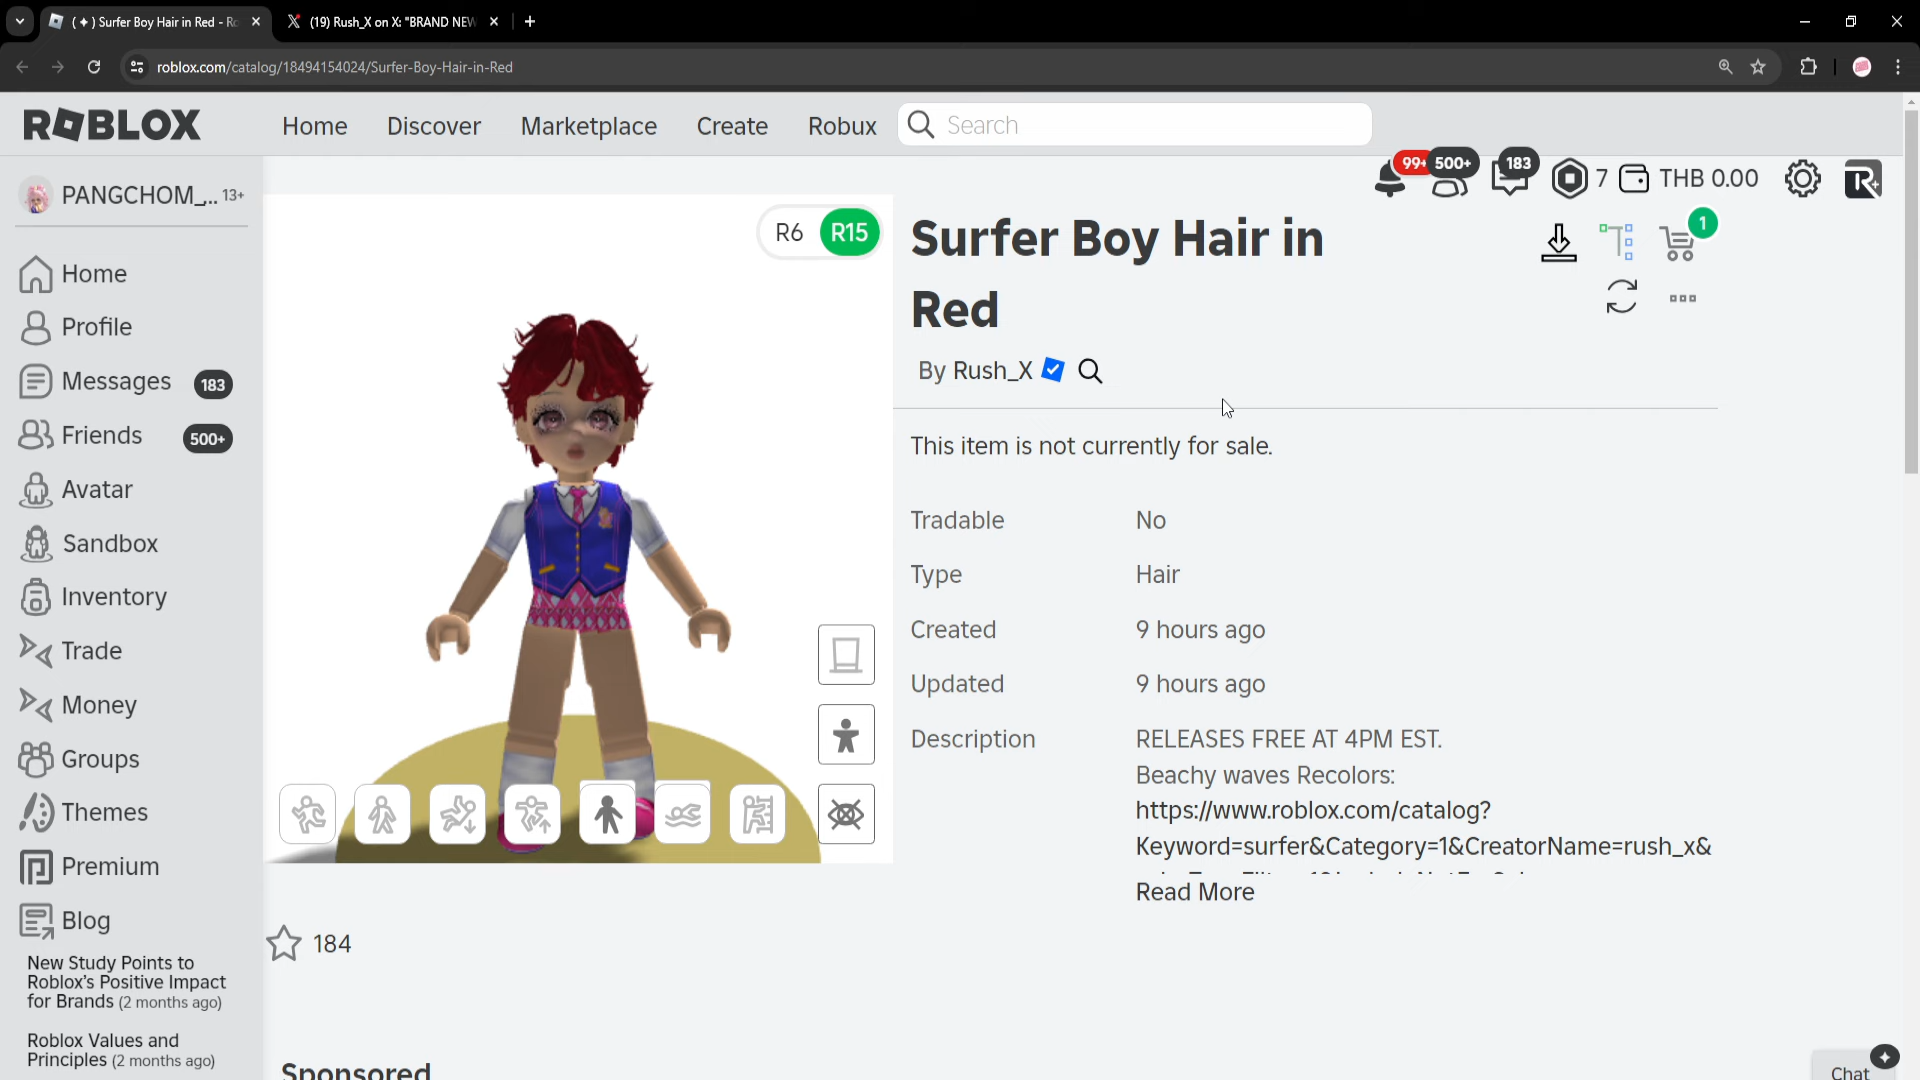 ( ✦ ) Surfer Boy Hair in Red - Ro
(19) Rush_X on X: "BRAND NEW
roblox.com/catalog/18494154024/Surfer-Boy-Hair-in-Red
ROBLOX
Home
Discover
Marketplace
Create
Robux
Search
99+
500+
183
7
THB 0.00
PANGCHOM_... 13+
Home
Profile
Messages 183
Friends 500+
Avatar
Sandbox
Inventory
Trade
Money
Groups
Themes
Premium
Blog
New Study Points to
Roblox's Positive Impact
for Brands (2 months ago)
Roblox Values and
Principles (2 months ago)
R6
R15
Surfer Boy Hair in
Red
1
By Rush_X
This item is not currently for sale.
Tradable No
Type Hair
Created 9 hours ago
Updated 9 hours ago
Description RELEASES FREE AT 4PM EST.
Beachy waves Recolors:
https://www.roblox.com/catalog?
Keyword=surfer&Category=1&CreatorName=rush_x&
Read More
184
Sponsored
Chat